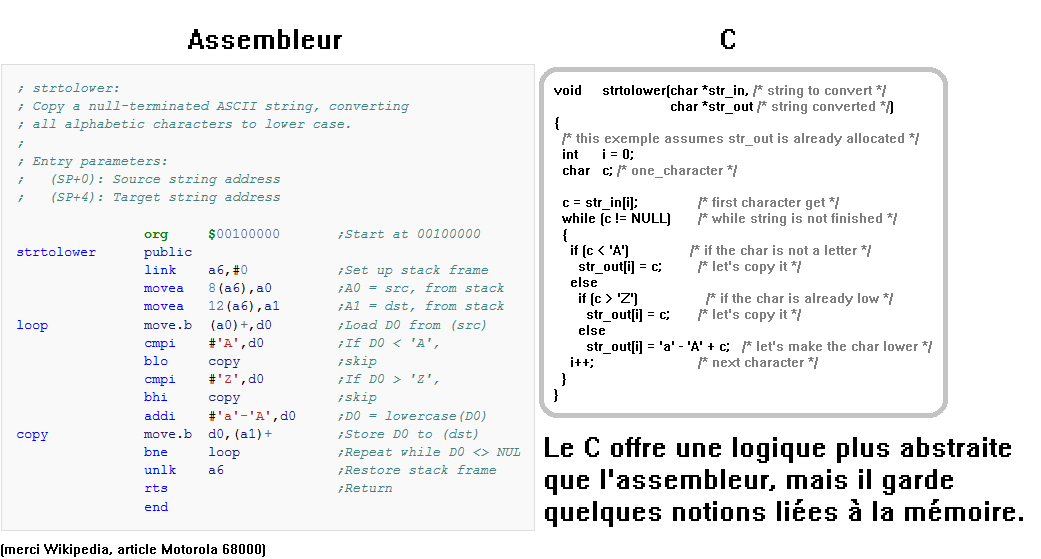 Assembleur
; strtolower:
; Copy a null-terminated ASCII string, converting
; all alphabetic characters to lower case.
;
; Entry parameters:
;   (SP+0): Source string address
;   (SP+4): Target string address
org     $00100000       ;Start at 00100000
strtolower      public
link    a6,#0           ;Set up stack frame
movea   8(a6),a0        ;A0 = src, from stack
movea   12(a6),a1       ;A1 = dst, from stack
loop            move.b  (a0)+,d0        ;Load D0 from (src)
cmpi    #'A',d0         ;If D0 < 'A',
blo     copy            ;skip
cmpi    #'Z',d0         ;If D0 > 'Z',
bhi     copy            ;skip
addi    #'a'-'A',d0     ;D0 = lowercase(D0)
copy            move.b  d0,(a1)+        ;Store D0 to (dst)
bne     loop            ;Repeat while D0 <> NUL
unlk    a6              ;Restore stack frame
rts                     ;Return
end
(merci Wikipedia, article Motorola 68000)
C
void strtolower(char *str_in, /* string to convert */
char *str_out /* string converted */)
{
/* this exemple assumes str_out is already allocated */
int i = 0;
char c; /* one_character */
c = str_in[i]; /* first character get */
while (c != NULL) /* while string is not finished */
{
if (c < 'A') /* if the char is not a letter */
str_out[i] = c; /* let's copy it */
else
if (c > 'Z') /* if the char is already low */
str_out[i] = c; /* let's copy it */
else
str_out[i] = 'a' - 'A' + c; /* let's make the char lower */
i++; /* next character */
}
}
Le C offre une logique plus abstraite
que l'assembleur, mais il garde
quelques notions liées à la mémoire.